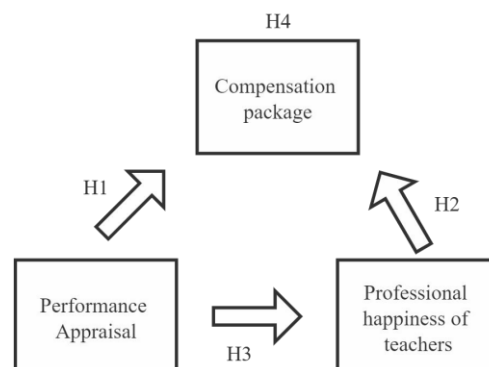 H4
Compensation
package
H1
H2
Performance
Appraisal
H3
Professional
happiness of
teachers